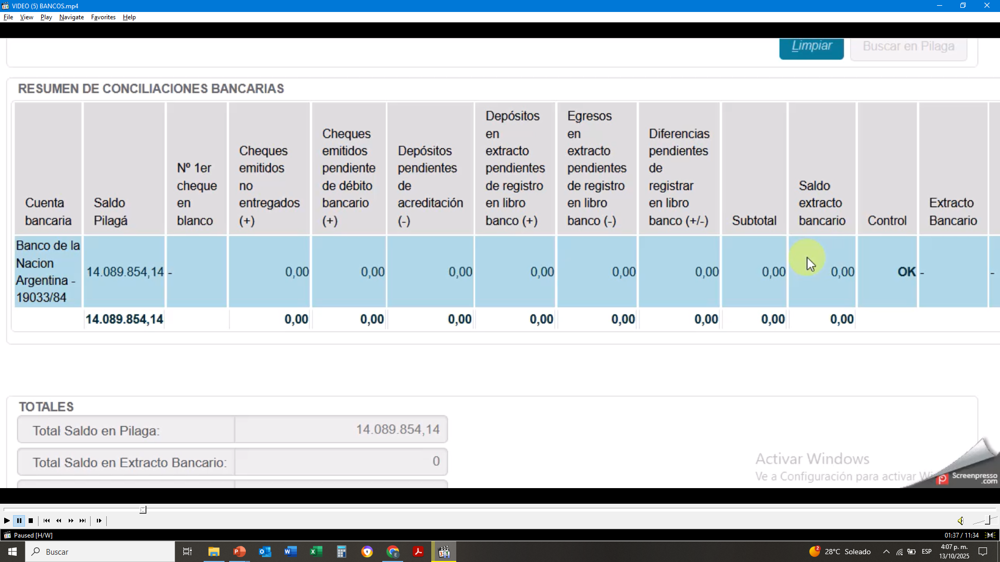 VIDEO (5) BANCOS.mp4
File View Play Navigate Favorites Help
Limpiar Buscar en Pilaga
RESUMEN DE CONCILIACIONES BANCARIAS
Cuenta bancaria
Saldo Pilagá
Nº 1er cheque en blanco
Cheques emitidos no entregados (+)
Cheques emitidos pendiente de débito bancario (+)
Depósitos pendientes de acreditación (-)
Depósitos en extracto pendientes de registro en libro banco (+)
Egresos en extracto pendientes de registro en libro banco (-)
Diferencias pendientes de registrar en libro banco (+/-)
Subtotal
Saldo extracto bancario
Control
Extracto Bancario
Banco de la
Nacion
Argentina -
19033/84
14.089.854,14 - 0,00 0,00 0,00 0,00 0,00 0,00 0,00 0,00 OK - -
14.089.854,14 0,00 0,00 0,00 0,00 0,00 0,00 0,00 0,00
TOTALES
Total Saldo en Pilaga: 14.089.854,14
Total Saldo en Extracto Bancario: 0
Activar Windows
Ve a Configuración para activar
Screenpresso
.com
Paused [H/W] 01:37 / 11:34
Buscar
2
28°C Soleado
ESP
4:07 p. m.
13/10/2025